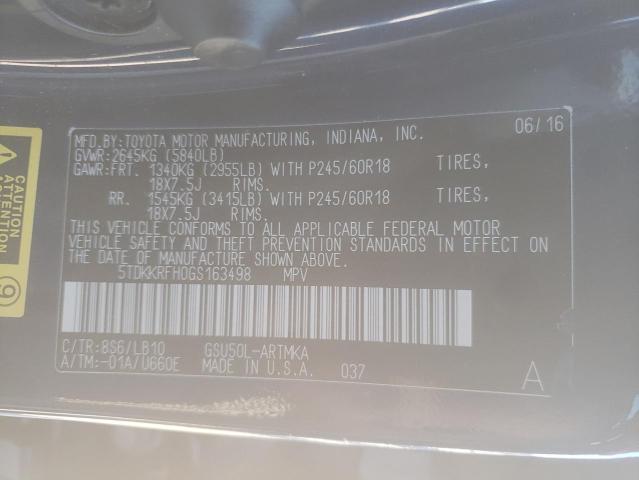 06/16
MFD.BY:TOYOTA MOTOR MANUFACTURING, INDIANA, INC.
GVWR:2645KG (5840LB)
GAWR:FRT. 1340KG (2955LB) WITH P245/60R18 TIRES,
18X7.5J RIMS.
RR. 1545KG (3415LB) WITH P245/60R18 TIRES,
18X7.5J RIMS.
THIS VEHICLE CONFORMS TO ALL APPLICABLE FEDERAL MOTOR
VEHICLE SAFETY AND THEFT PREVENTION STANDARDS IN EFFECT ON
THE DATE OF MANUFACTURE SHOWN ABOVE.
5TDKKRFH0GS163498 MPV
C/TR:8S6/LB10 GSU50L-ARTMKA
A/TM:-01A/U660E MADE IN U.S.A. 037
A
CAUTION
ATTENTION
9